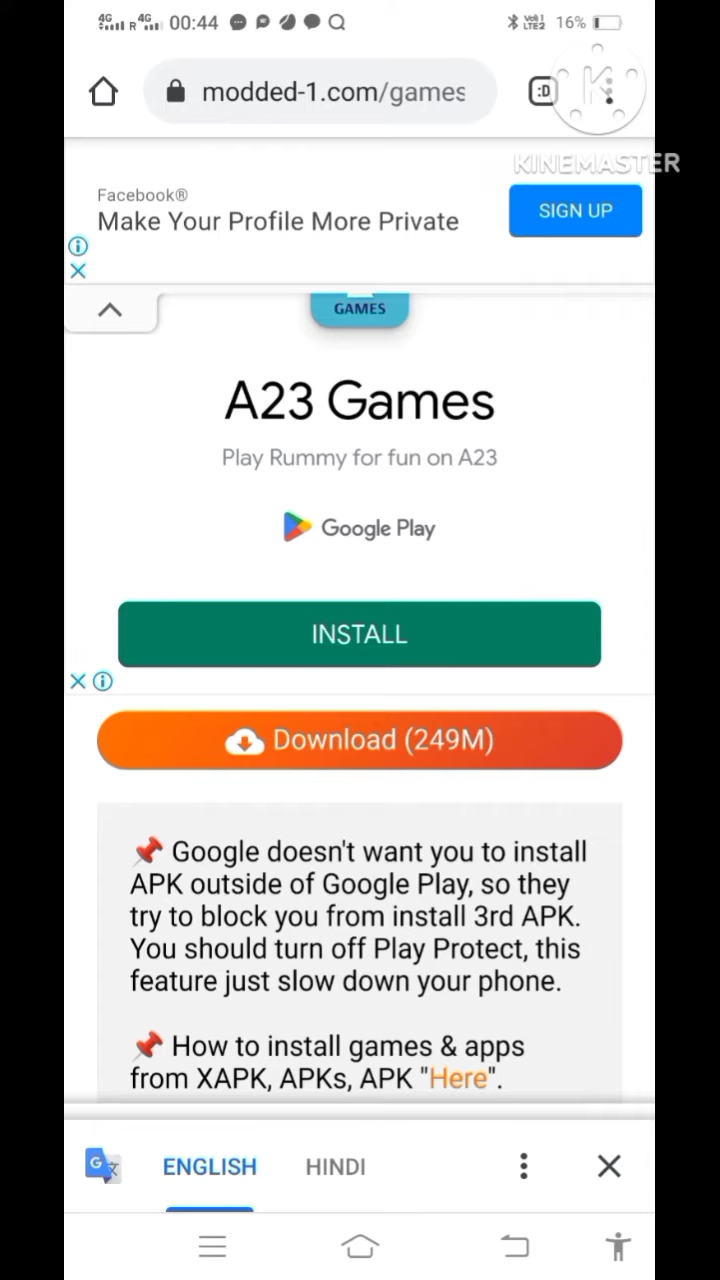 4G R 4G 00:44 16%
VoLTE2
modded-1.com/games :D
KINEMASTER
Facebook®
Make Your Profile More Private
SIGN UP
GAMES
A23 Games
Play Rummy for fun on A23
Google Play
INSTALL
Download (249M)
📌 Google doesn't want you to install
APK outside of Google Play, so they
try to block you from install 3rd APK.
You should turn off Play Protect, this
feature just slow down your phone.
📌 How to install games & apps
from XAPK, APKs, APK "Here".
ENGLISH HINDI